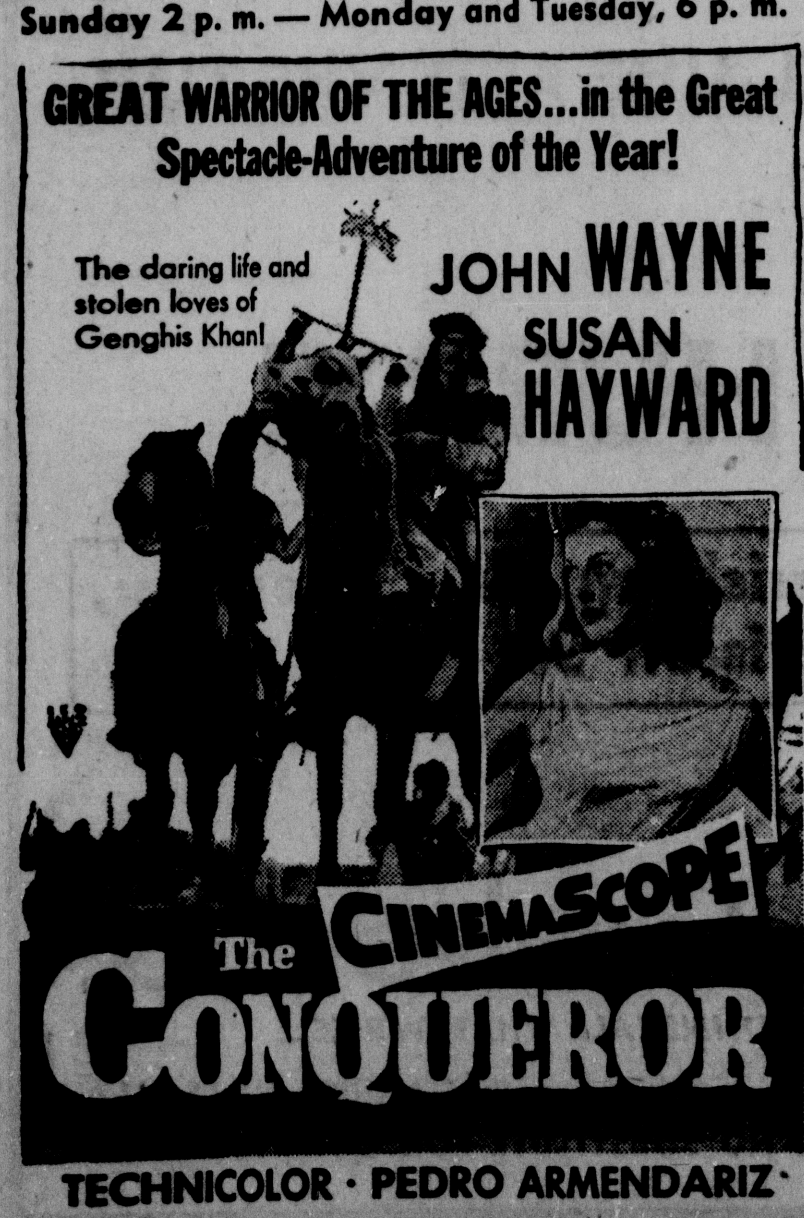 Sunday 2 p. m. — Monday and Tuesday, 6 p. m.
GREAT WARRIOR OF THE AGES...in the Great
Spectacle-Adventure of the Year!
The daring life and
stolen loves of
Genghis Khan!
JOHN WAYNE
SUSAN
HAYWARD
CINEMASCOPE
The
CONQUEROR
TECHNICOLOR · PEDRO ARMENDARIZ·